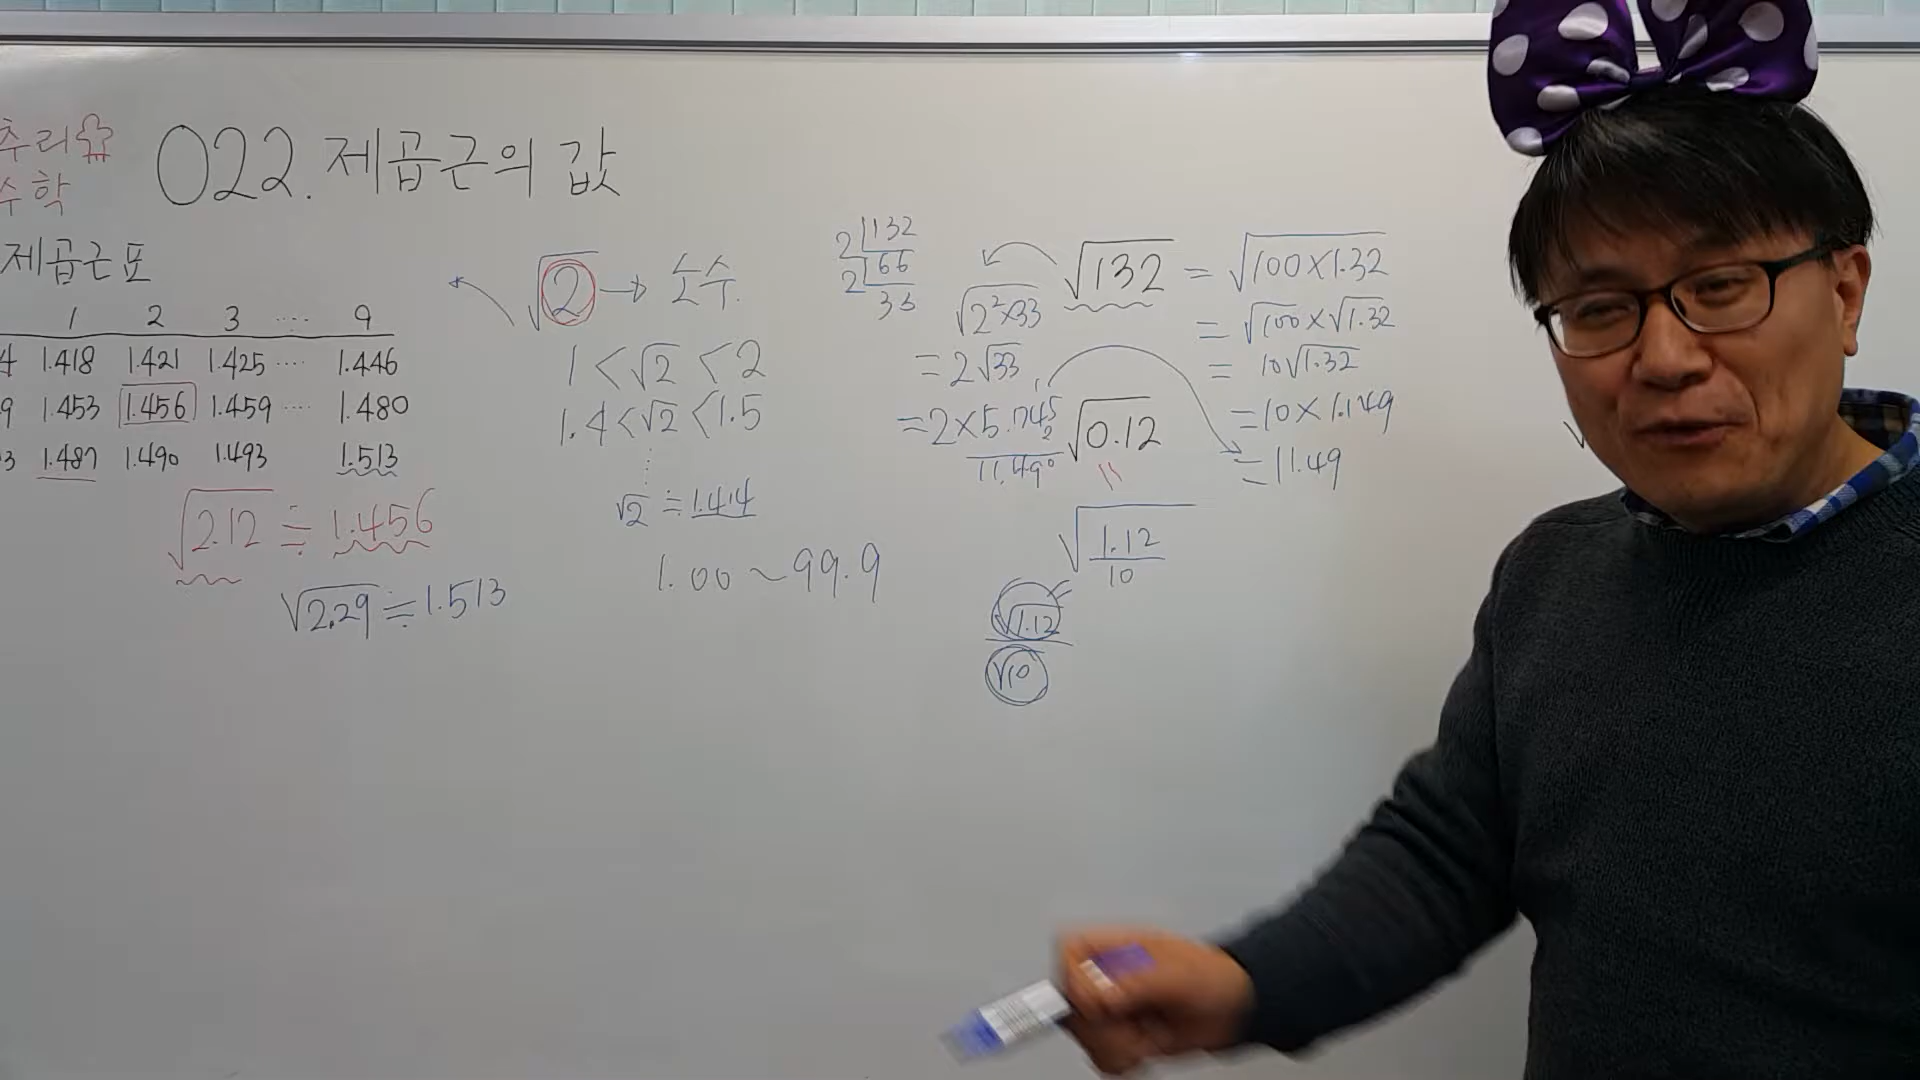 추리
수학
022. 제곱근의 값
제곱근표
1 2 3 .... 9
1.418 1.421 1.425 .... 1.446
9 1.453 1.456 1.459 .... 1.480
3 1.487 1.490 1.493 1.513
√2.12 ≒ 1.456
√2.29 ≒ 1.513
√2 → 소수
1 < √2 < 2
1.4 < √2 < 1.5
√2 ≒ 1.414
1.00 ~ 99.9
2 132
2 66
33
√2²×33
= 2√33
= 2 × 5.745
2
11.490
√132 = √100×1.32
= √100 × √1.32
= 10√1.32
= 10 × 1.149
= 11.49
√0.12
=
√1.12/10
√1.12
√10